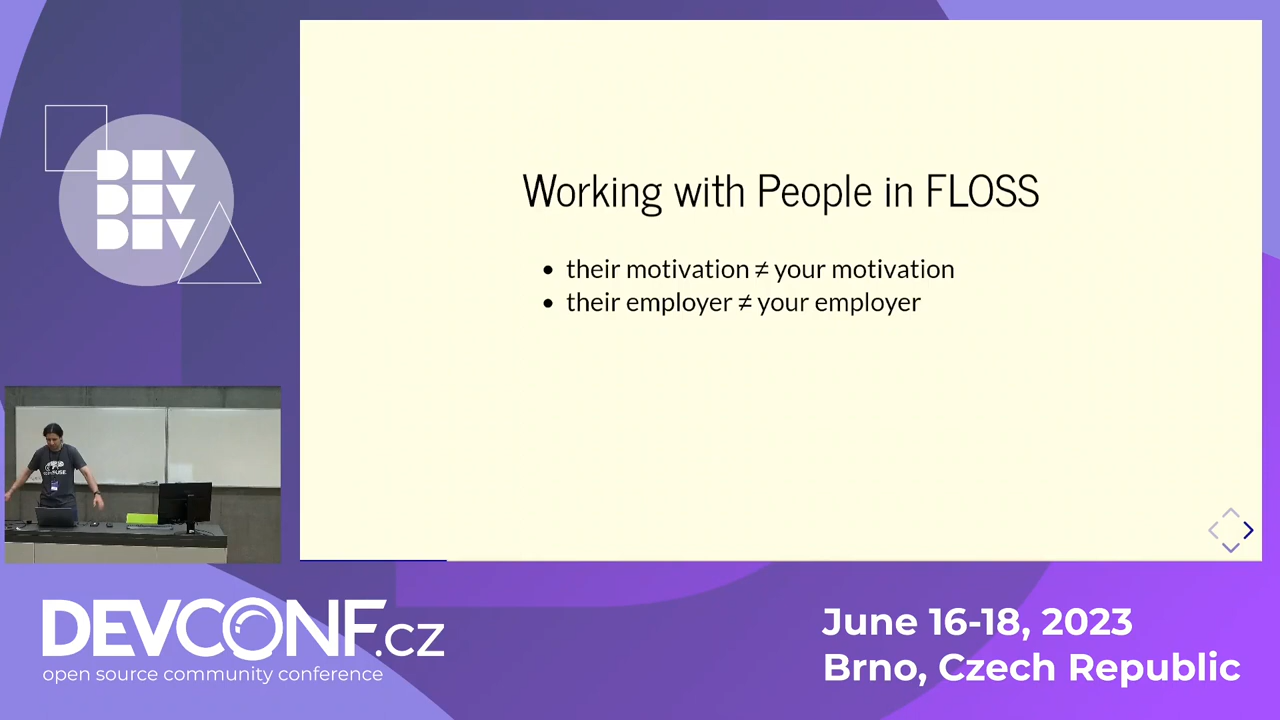 DEV
DEV
DEV
Working with People in FLOSS
their motivation ≠ your motivation
their employer ≠ your employer
DEVCONF.cz
open source community conference
June 16-18, 2023
Brno, Czech Republic